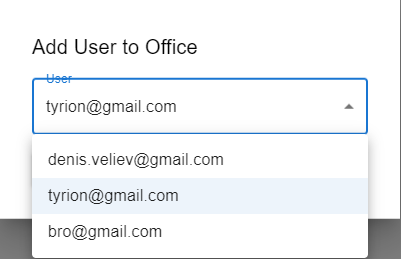 Add User to Office
User
tyrion@gmail.com
denis.veliev@gmail.com
tyrion@gmail.com
bro@gmail.com